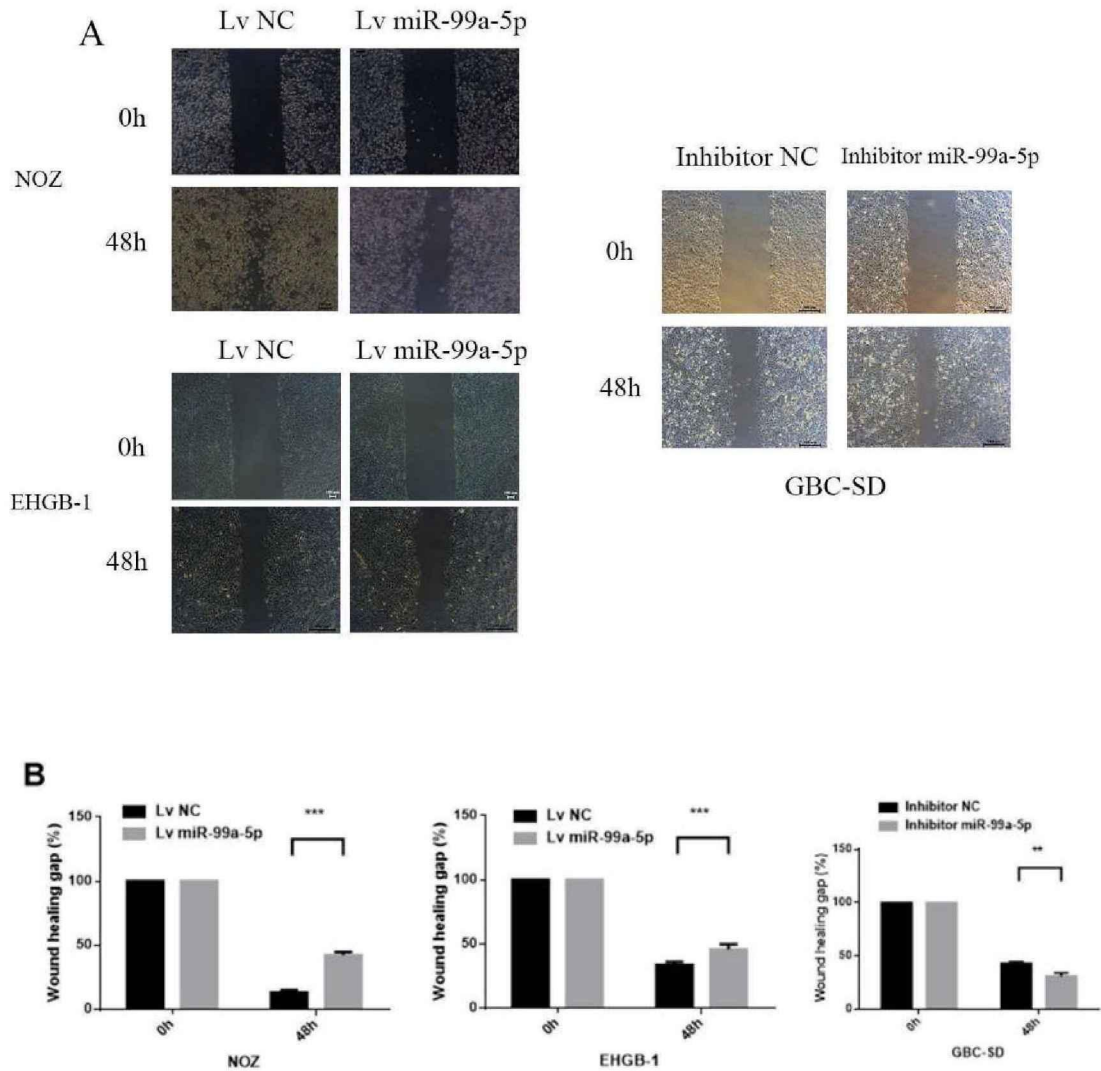 A
Lv NC Lv miR-99a-5p
0h
NOZ
48h
Lv NC Lv miR-99a-5p
0h
EHGB-1
48h
Inhibitor NC Inhibitor miR-99a-5p
0h
48h
GBC-SD
B
Lv NC
Lv miR-99a-5p
***
Wound healing gap (%)
150
100
50
0
0h 48h
NOZ
Lv NC
Lv miR-99a-5p
***
Wound healing gap (%)
150
100
50
0
0h 48h
EHGB-1
Inhibitor NC
Inhibitor miR-99a-5p
**
Wound healing gap (%)
150
100
50
0
0h 48h
GBC-SD